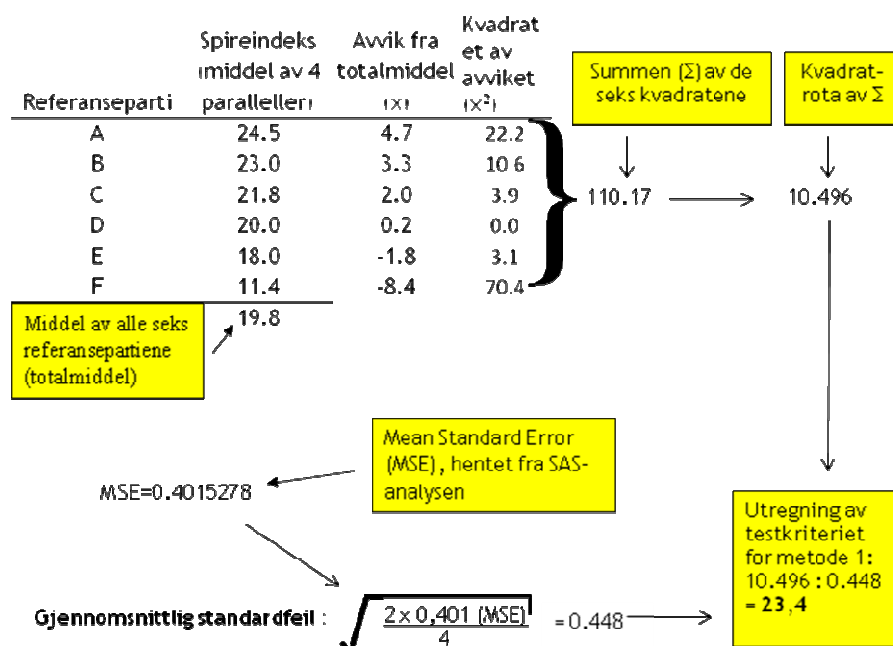 Spireindeks
(middel av 4
paralleller)
Avvik fra
totalmiddel
(X)
Kvadrat
et av
avviket
(X²)
Referanseparti
Summen (Σ) av de
seks kvadratene
Kvadrat-
rota av Σ
A 24.5 4.7 22.2
B 23.0 3.3 10.6
C 21.8 2.0 3.9
D 20.0 0.2 0.0
E 18.0 -1.8 3.1
F 11.4 -8.4 70.4
110.17
10.496
19.8
Middel av alle seks
referansepartiene
(totalmiddel)
Mean Standard Error
(MSE), hentet fra SAS-
analysen
MSE=0.4015278
Utregning av
testkriteriet
for metode 1:
10.496 : 0.448
= 23,4
Gjennomsnittlig standardfeil : √ 2 x 0,401 (MSE) = 0.448
4